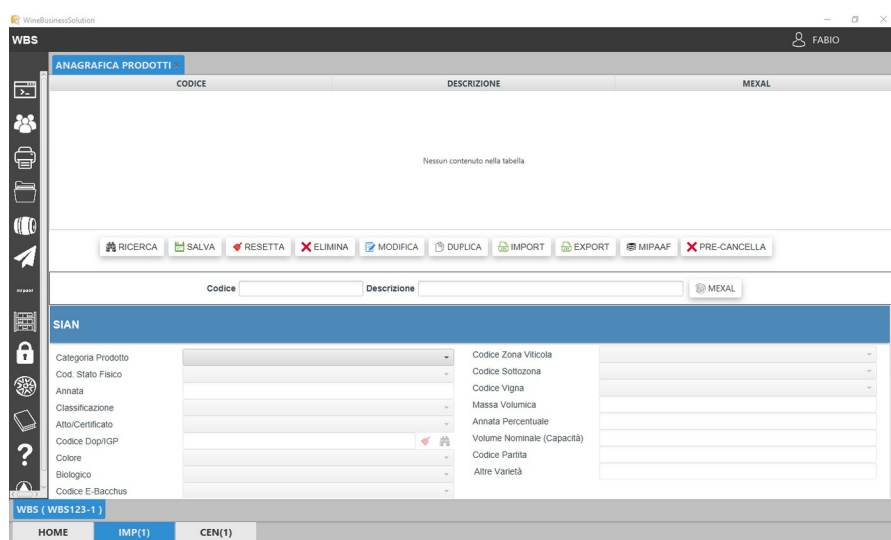 WineBusinessSolution
WBS FABIO
ANAGRAFICA PRODOTTI
CODICE DESCRIZIONE MEXAL
Nessun contenuto nella tabella
RICERCA SALVA RESETTA ELIMINA MODIFICA DUPLICA IMPORT EXPORT MIPAAF PRE-CANCELLA
Codice Descrizione MEXAL
SIAN
Categoria Prodotto
Cod. Stato Fisico
Annata
Classificazione
Atto/Certificato
Codice Dop/IGP
Colore
Biologico
Codice E-Bacchus
Codice Zona Viticola
Codice Sottozona
Codice Vigna
Massa Volumica
Annata Percentuale
Volume Nominale (Capacità)
Codice Partita
Altre Varietà
WBS ( WBS123-1 )
HOME IMP(1) CEN(1)